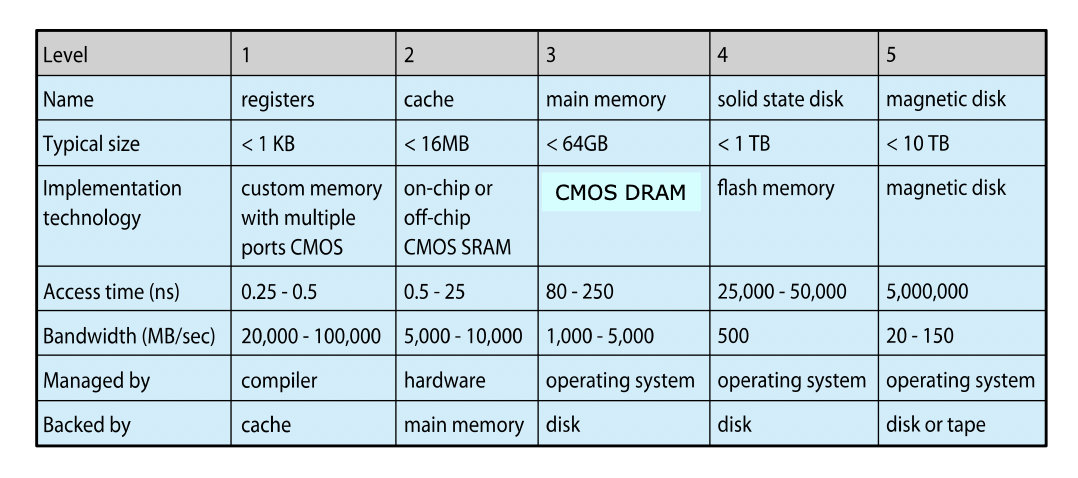 Level 1 2 3 4 5
Name registers cache main memory solid state disk magnetic disk
Typical size < 1 KB < 16MB < 64GB < 1 TB < 10 TB
Implementation custom memory on-chip or CMOS DRAM flash memory magnetic disk
technology with multiple off-chip
ports CMOS CMOS SRAM
Access time (ns) 0.25 - 0.5 0.5 - 25 80 - 250 25,000 - 50,000 5,000,000
Bandwidth (MB/sec) 20,000 - 100,000 5,000 - 10,000 1,000 - 5,000 500 20 - 150
Managed by compiler hardware operating system operating system operating system
Backed by cache main memory disk disk disk or tape